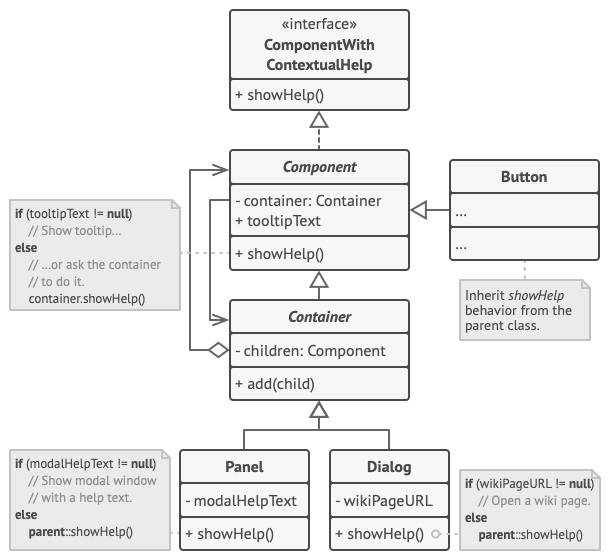 «interface»
ComponentWith
ContextualHelp
+ showHelp()
Component
- container: Container
+ tooltipText
+ showHelp()
Button
...
...
if (tooltipText != null)
// Show tooltip...
else
// ...or ask the container
// to do it.
container.showHelp()
Inherit showHelp
behavior from the
parent class.
Container
- children: Component
+ add(child)
if (modalHelpText != null)
// Show modal window
// with a help text.
else
parent::showHelp()
Panel
- modalHelpText
+ showHelp()
Dialog
- wikiPageURL
+ showHelp()
if (wikiPageURL != null)
// Open a wiki page.
else
parent::showHelp()